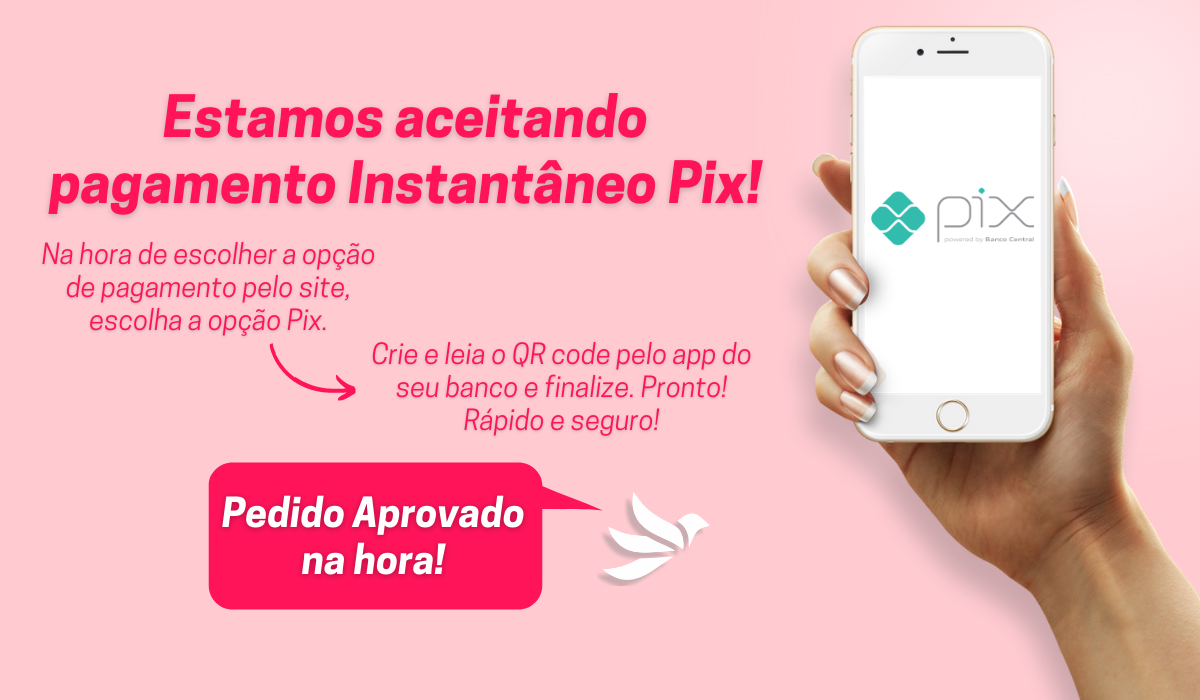 Estamos aceitando
pagamento Instantâneo Pix!
Na hora de escolher a opção
de pagamento pelo site,
escolha a opção Pix.
Crie e leia o QR code pelo app do
seu banco e finalize. Pronto!
Rápido e seguro!
Pedido Aprovado
na hora!
pix
powered by Banco Central